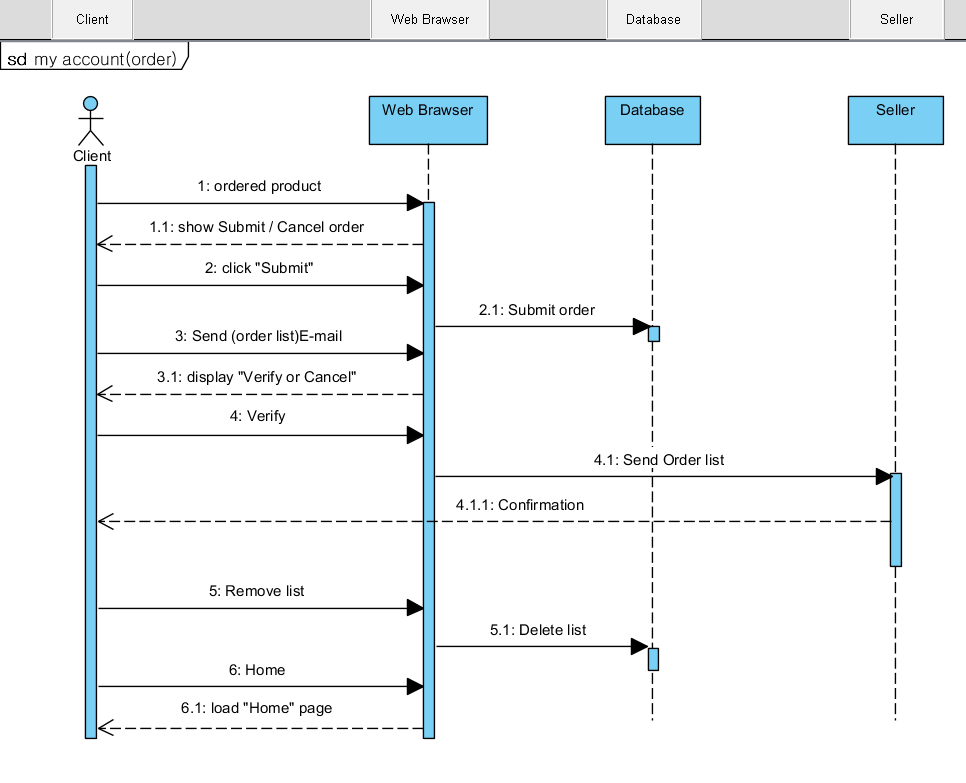 Client
Web Brawser
Database
Seller
sd my account(order)
Web Brawser
Database
Seller
Client
1: ordered product
1.1: show Submit / Cancel order
2: click "Submit"
2.1: Submit order
3: Send (order list)E-mail
3.1: display "Verify or Cancel"
4: Verify
4.1: Send Order list
4.1.1: Confirmation
5: Remove list
5.1: Delete list
6: Home
6.1: load "Home" page